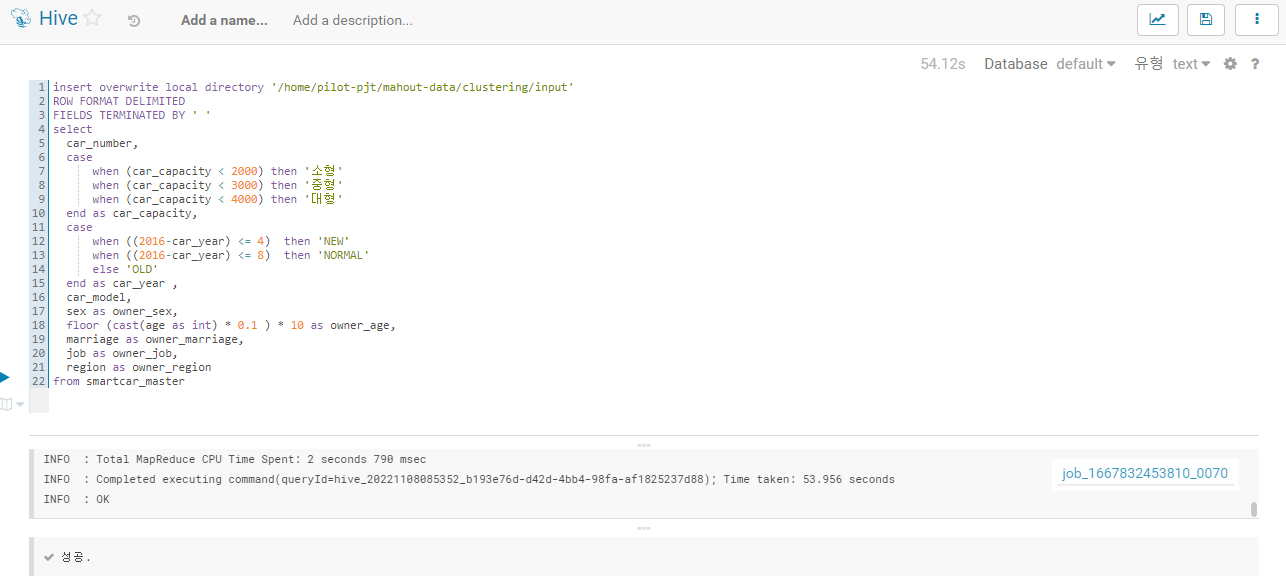 Hive Add a name... Add a description...
54.12s Database default 유형 text ?
1 insert overwrite local directory '/home/pilot-pjt/mahout-data/clustering/input'
2 ROW FORMAT DELIMITED
3 FIELDS TERMINATED BY ' '
4 select
5 car_number,
6 case
7 when (car_capacity < 2000) then '소형'
8 when (car_capacity < 3000) then '중형'
9 when (car_capacity < 4000) then '대형'
10 end as car_capacity,
11 case
12 when ((2016-car_year) <= 4)  then 'NEW'
13 when ((2016-car_year) <= 8)  then 'NORMAL'
14 else 'OLD'
15 end as car_year ,
16 car_model,
17 sex as owner_sex,
18 floor (cast(age as int) * 0.1 ) * 10 as owner_age,
19 marriage as owner_marriage,
20 job as owner_job,
21 region as owner_region
22 from smartcar_master
INFO  : Total MapReduce CPU Time Spent: 2 seconds 790 msec
INFO  : Completed executing command(queryId=hive_20221108085352_b193e76d-d42d-4bb4-98fa-af1825237d88); Time taken: 53.956 seconds
INFO  : OK
job_1667832453810_0070
성공.